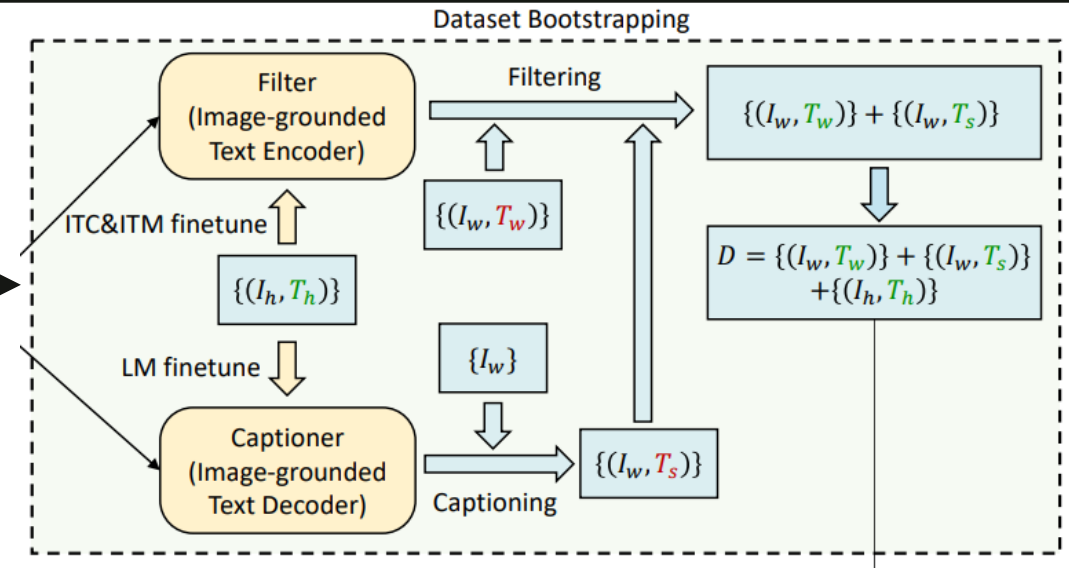 Dataset Bootstrapping
Filter
(Image-grounded
Text Encoder)
Filtering
{(I_w, T_w)} + {(I_w, T_s)}
{(I_w, T_w)}
ITC&ITM finetune
{(I_h, T_h)}
D = {(I_w, T_w)} + {(I_w, T_s)}
+{(I_h, T_h)}
LM finetune
{I_w}
Captioner
(Image-grounded
Text Decoder)
Captioning
{(I_w, T_s)}